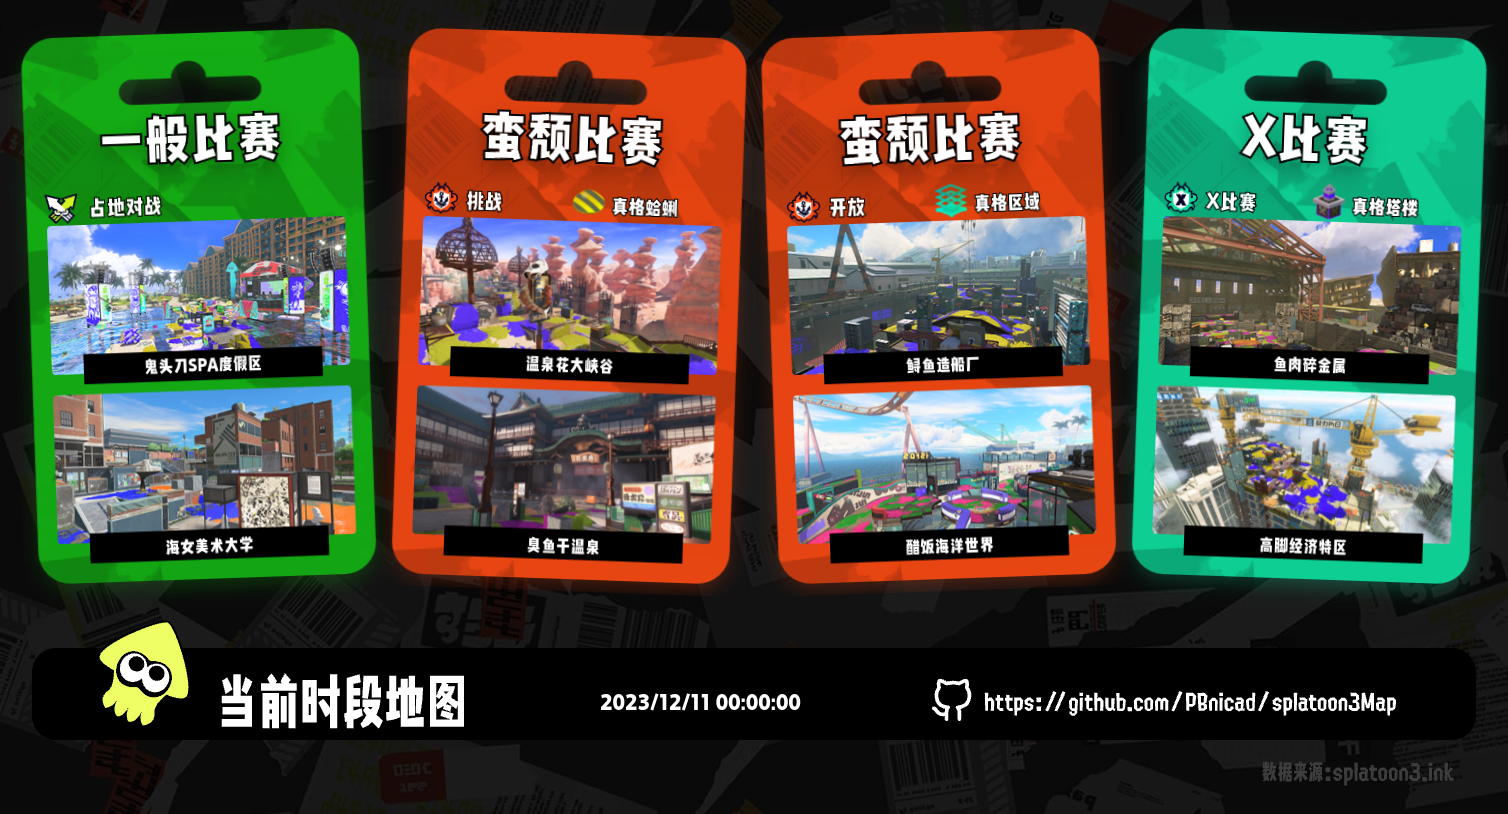 一般比赛
占地对战
鬼头刀SPA度假区
海女美术大学
蛮颓比赛
挑战
真格蛤蜊
温泉花大峡谷
臭鱼干温泉
蛮颓比赛
开放
真格区域
鲟鱼造船厂
醋饭海洋世界
X比赛
X比赛
真格塔楼
鱼肉碎金属
高脚经济特区
当前时段地图
2023/12/11 00:00:00
https://github.com/PBnicad/splatoon3Map
数据来源:splatoon3.ink